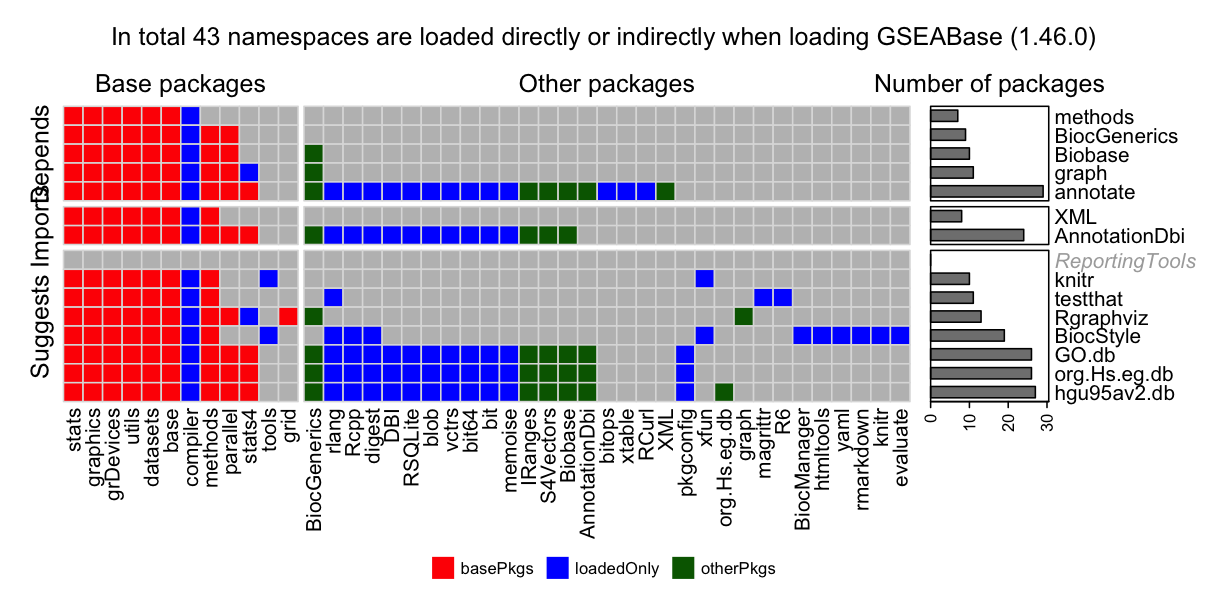 In total 43 namespaces are loaded directly or indirectly when loading GSEABase (1.46.0)
Base packages
Other packages
Number of packages
Depends
Imports
Suggests
methods
BiocGenerics
Biobase
graph
annotate
XML
AnnotationDbi
ReportingTools
knitr
testthat
Rgraphviz
BiocStyle
GO.db
org.Hs.eg.db
hgu95av2.db
stats
graphics
grDevices
utils
datasets
base
compiler
methods
parallel
stats4
tools
grid
BiocGenerics
rlang
Rcpp
digest
DBI
RSQLite
blob
vctrs
bit64
bit
memoise
IRanges
S4Vectors
Biobase
AnnotationDbi
bitops
xtable
RCurl
XML
pkgconfig
xfun
org.Hs.eg.db
graph
magrittr
R6
BiocManager
htmltools
yaml
rmarkdown
knitr
evaluate
0
10
20
30
basePkgs
loadedOnly
otherPkgs